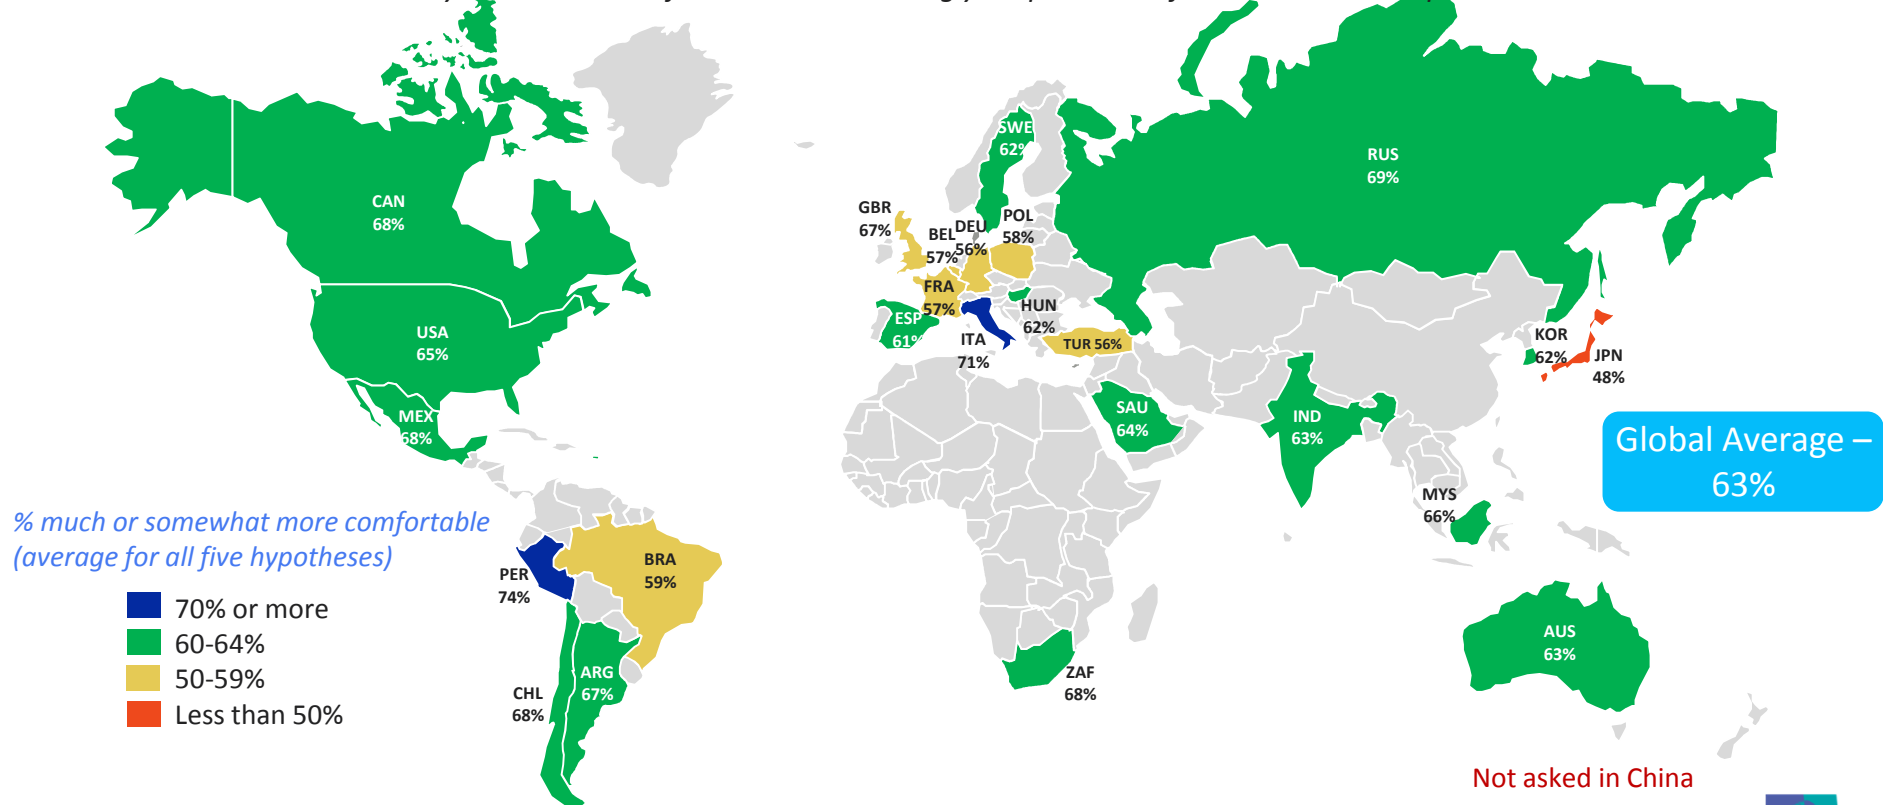 CAN
68%
USA
65%
MEX
68%
PER
74%
BRA
59%
CHL
68%
ARG
67%
GBR
67%
BEL
57%
DEU
56%
POL
58%
SWE
62%
FRA
57%
ESP
61%
ITA
71%
HUN
62%
TUR 56%
RUS
69%
SAU
64%
IND
63%
KOR
62%
JPN
48%
MYS
66%
ZAF
68%
AUS
63%
Global Average –
63%
% much or somewhat more comfortable
(average for all five hypotheses)
70% or more
60-64%
50-59%
Less than 50%
Not asked in China